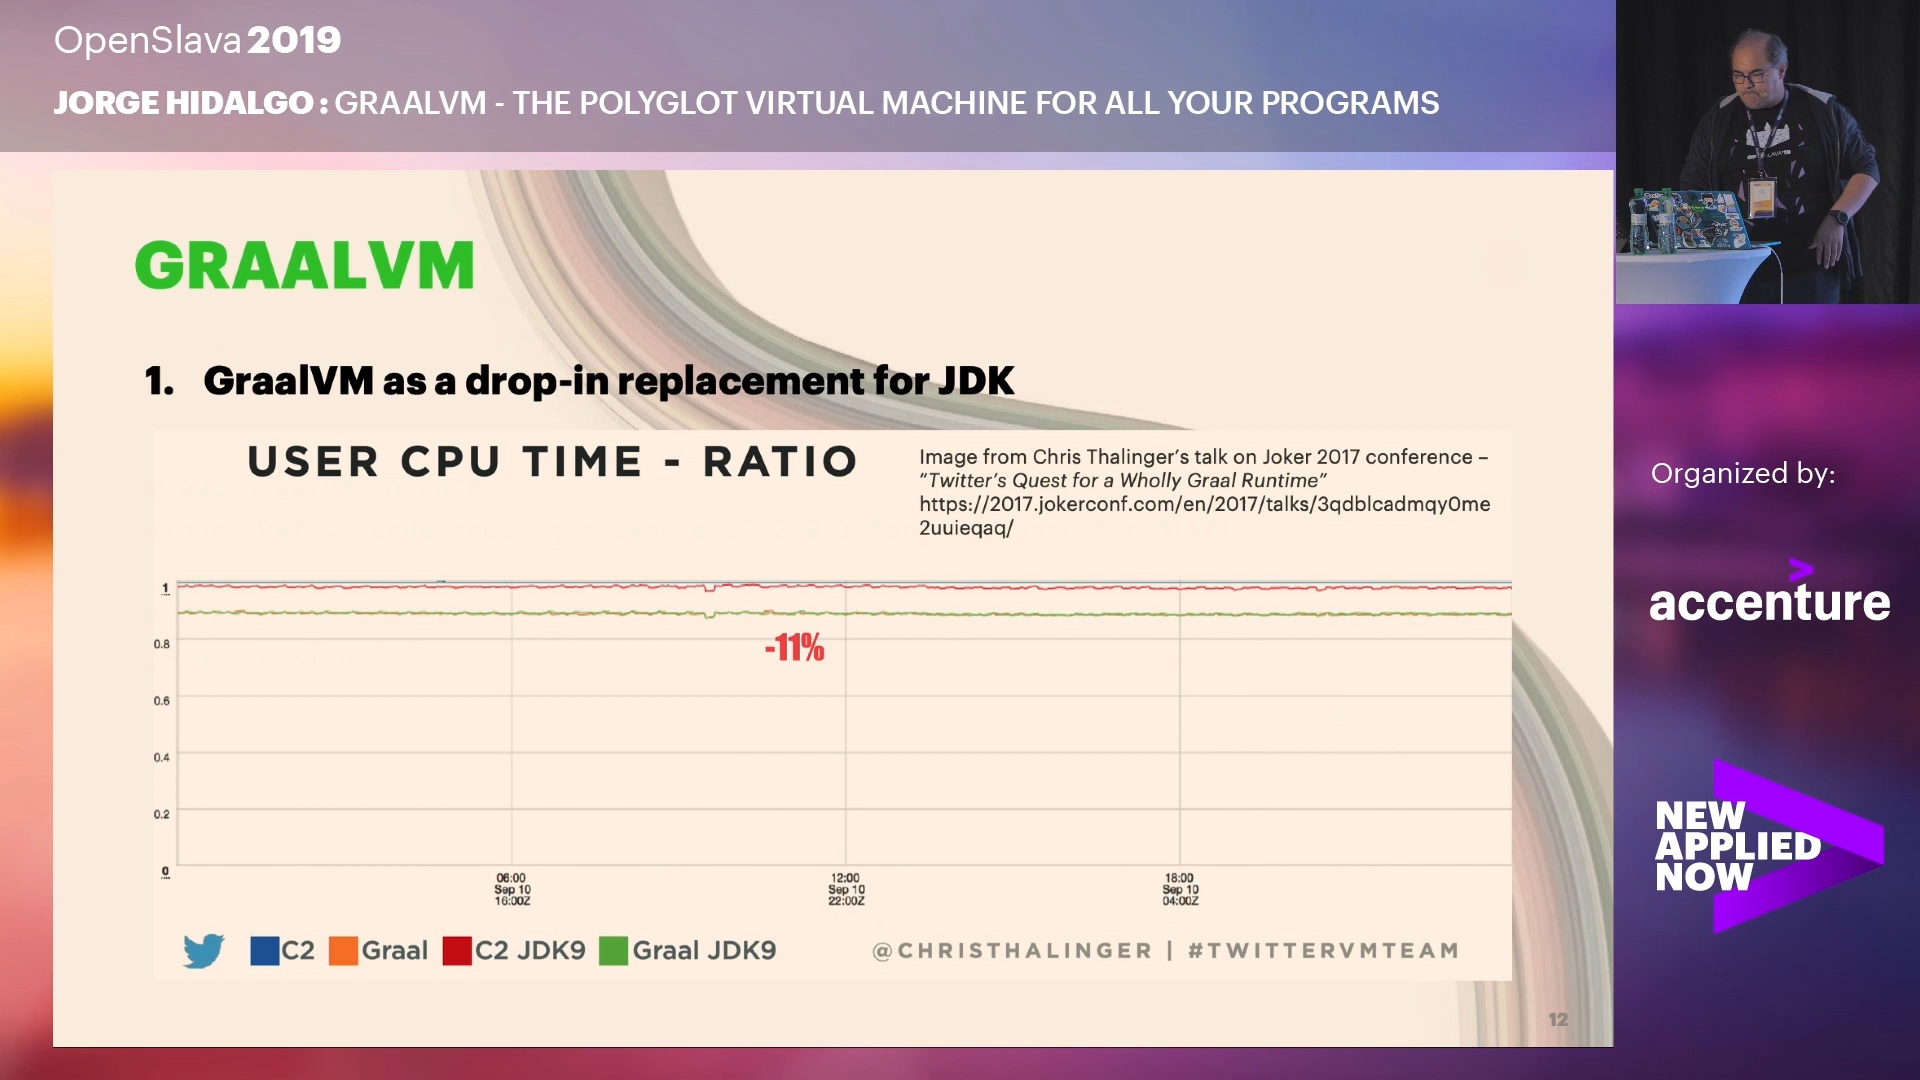 OpenSlava 2019
JORGE HIDALGO : GRAALVM - THE POLYGLOT VIRTUAL MACHINE FOR ALL YOUR PROGRAMS
GRAALVM
1. GraalVM as a drop-in replacement for JDK
USER CPU TIME - RATIO
Image from Chris Thalinger's talk on Joker 2017 conference –
“Twitter's Quest for a Wholly Graal Runtime”
https://2017.jokerconf.com/en/2017/talks/3qdblcadmqy0me
2uuieqaq/
1
0.8
0.6
0.4
0.2
0
-11%
06:00
Sep 10
16:00Z
12:00
Sep 10
22:00Z
18:00
Sep 10
04:00Z
C2 Graal C2 JDK9 Graal JDK9
@CHRISTHALINGER | #TWITTERVMTEAM
12
Organized by:
accenture
NEW
APPLIED
NOW